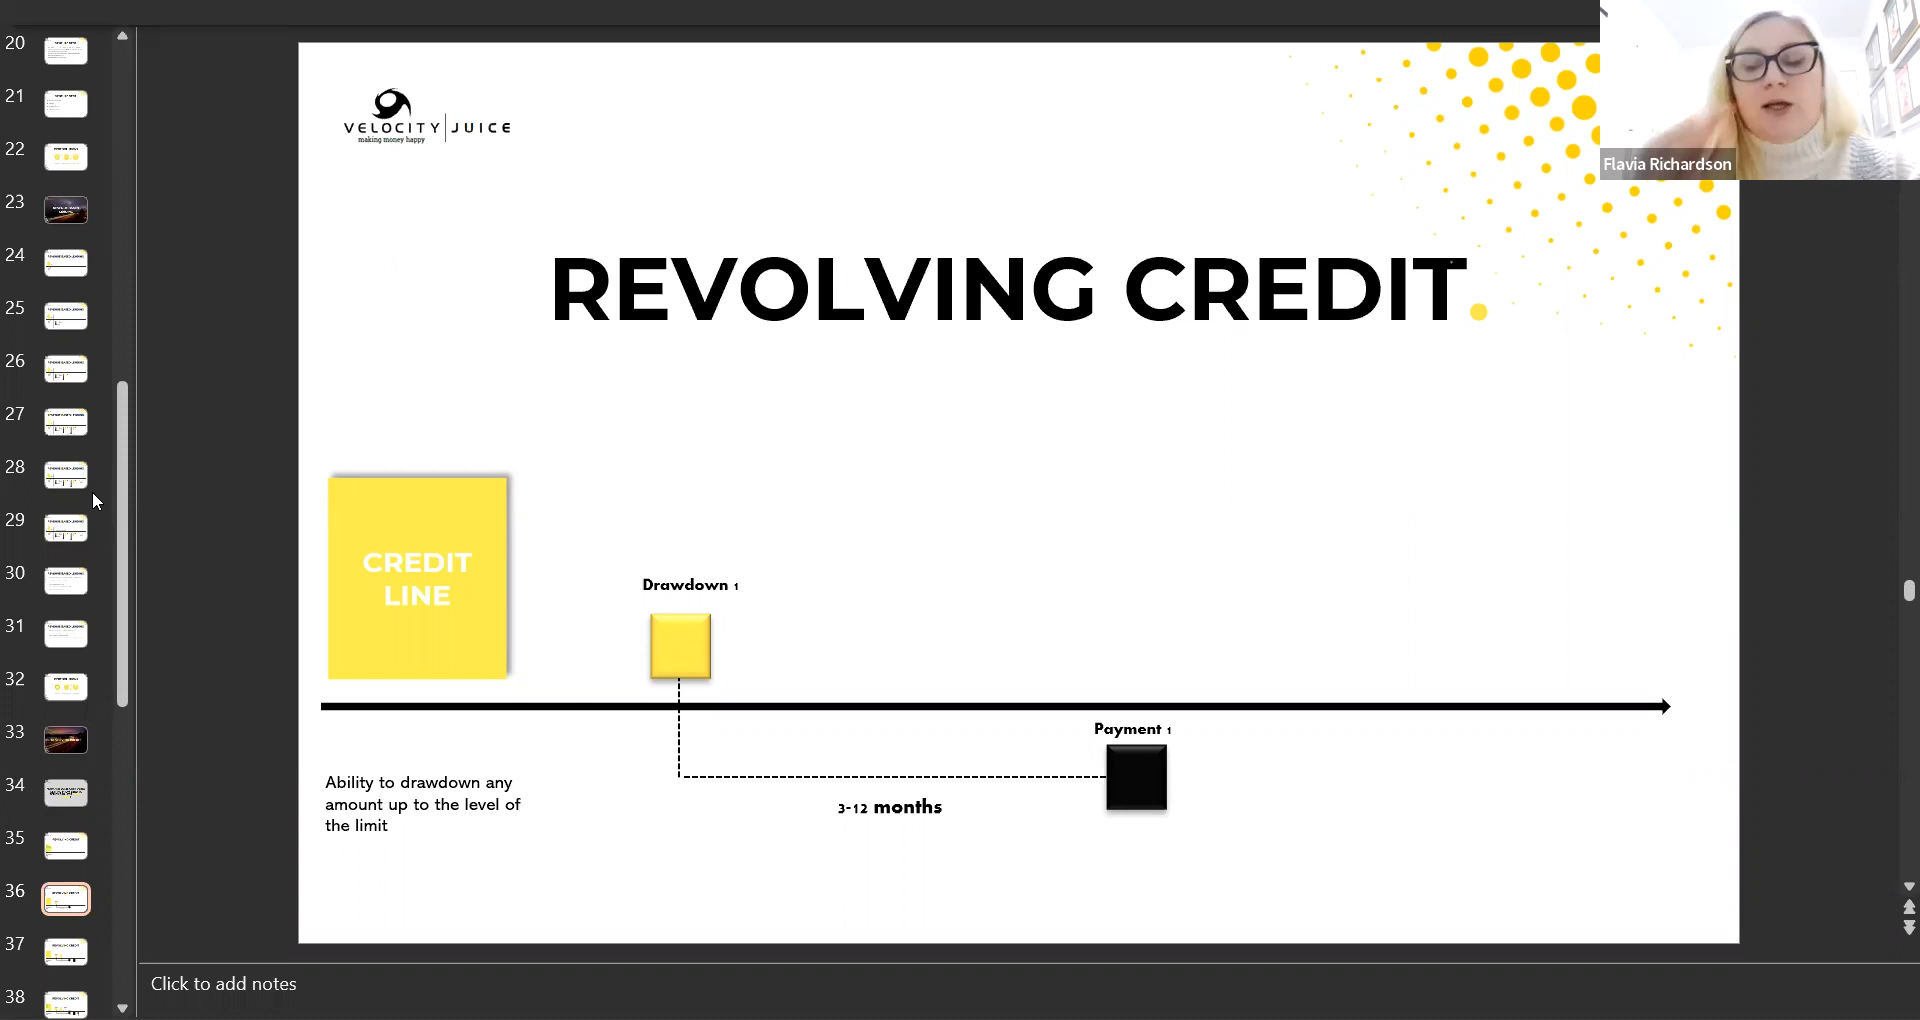 20
21
22
23
24
25
26
27
28
29
30
31
32
33
34
35
36
37
38
VELOCITY JUICE
making money happy
Flavia Richardson
REVOLVING CREDIT.
CREDIT
LINE
Drawdown 1
Payment 1
3-12 months
Ability to drawdown any
amount up to the level of
the limit
Click to add notes